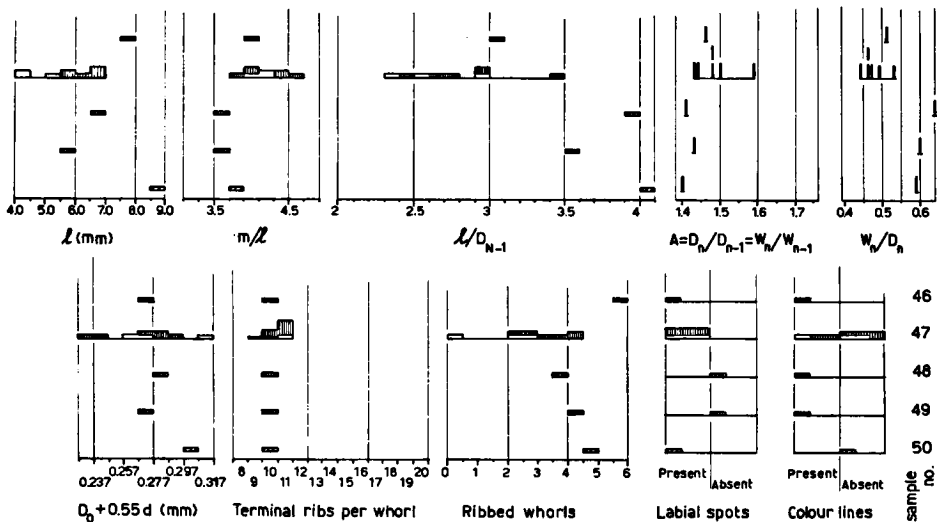 4.0 5.0 6.0 7.0 8.0 9.0
3.5 4.5
2 2.5 3 3.5 4
1.4 1.5 1.6 1.7
0.4 0.5 0.6
ℓ (mm)
m/ℓ
ℓ/D_{N-1}
A=D_n/D_{n-1}=W_n/W_{n-1}
W_n/D_n
46
47
48
49
50
0.237 0.257 0.277 0.297 0.317
8 9 10 11 12 13 14 15 16 17 18 19 20
0 1 2 3 4 5 6
Present Absent
Present Absent
sample no.
D_0 + 0.55 d (mm)
Terminal ribs per whorl
Ribbed whorls
Labial spots
Colour lines